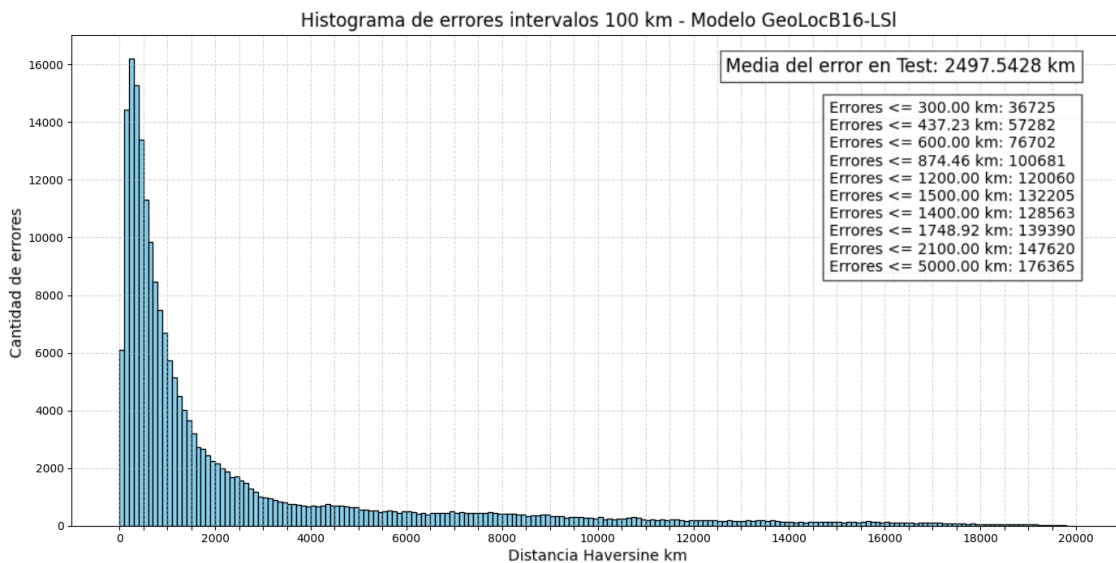 Histograma de errores intervalos 100 km - Modelo GeoLocB16-LSl
Media del error en Test: 2497.5428 km
Errores <= 300.00 km: 36725
Errores <= 437.23 km: 57282
Errores <= 600.00 km: 76702
Errores <= 874.46 km: 100681
Errores <= 1200.00 km: 120060
Errores <= 1500.00 km: 132205
Errores <= 1400.00 km: 128563
Errores <= 1748.92 km: 139390
Errores <= 2100.00 km: 147620
Errores <= 5000.00 km: 176365
Cantidad de errores
16000
14000
12000
10000
8000
6000
4000
2000
0
0 2000 4000 6000 8000 10000 12000 14000 16000 18000 20000
Distancia Haversine km